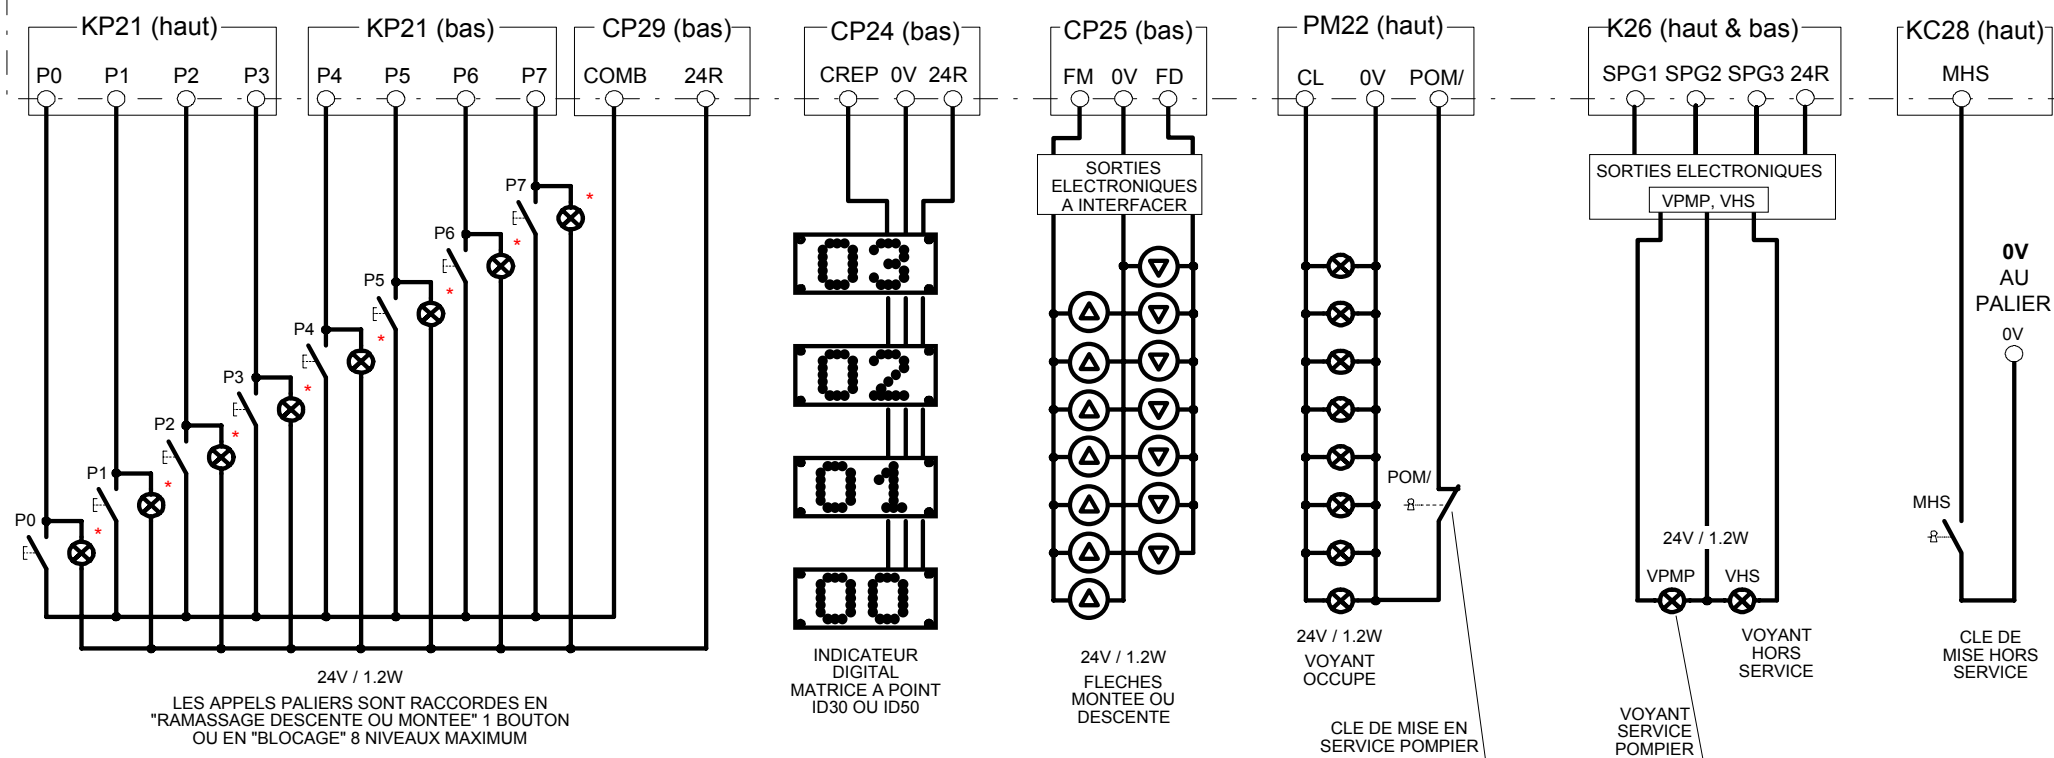 KP21 (haut)
KP21 (bas)
CP29 (bas)
CP24 (bas)
CP25 (bas)
PM22 (haut)
K26 (haut & bas)
KC28 (haut)
P0 P1 P2 P3
P4 P5 P6 P7
COMB 24R
CREP 0V 24R
FM 0V FD
CL 0V POM/
SPG1 SPG2 SPG3 24R
MHS
P7
*
P6
*
P5
*
P4
*
P3
*
P2
*
P1
*
P0
*
24V / 1.2W
LES APPELS PALIERS SONT RACCORDES EN
"RAMASSAGE DESCENTE OU MONTEE" 1 BOUTON
OU EN "BLOCAGE" 8 NIVEAUX MAXIMUM
03
02
01
00
INDICATEUR
DIGITAL
MATRICE A POINT
ID30 OU ID50
SORTIES
ELECTRONIQUES
A INTERFACER
24V / 1.2W
FLECHES
MONTEE OU
DESCENTE
24V / 1.2W
VOYANT
OCCUPE
POM/
CLE DE MISE EN
SERVICE POMPIER
SORTIES ELECTRONIQUES
VPMP, VHS
24V / 1.2W
VPMP VHS
VOYANT
HORS
SERVICE
VOYANT
SERVICE
POMPIER
0V
AU
PALIER
0V
MHS
CLE DE
MISE HORS
SERVICE